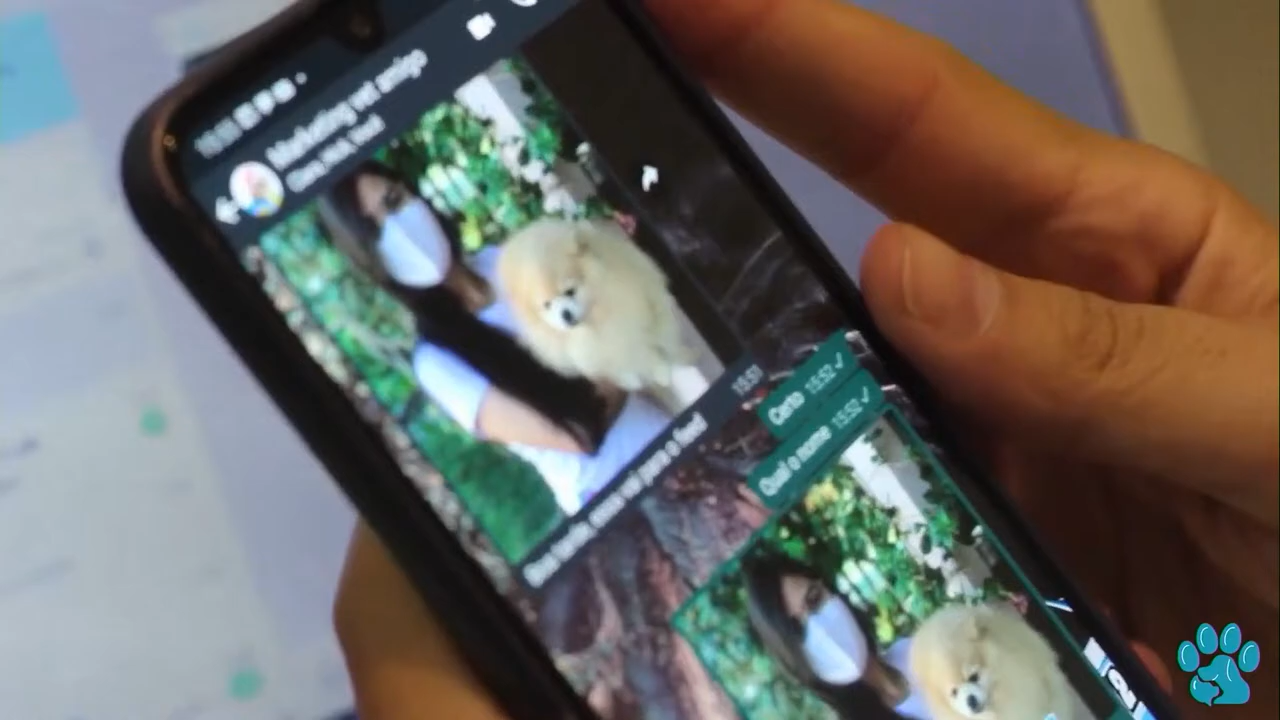 Marketing vet amigo
15:51
Boa tarde, essa vai para o feed
Certo 15:52
Qual o nome 15:52